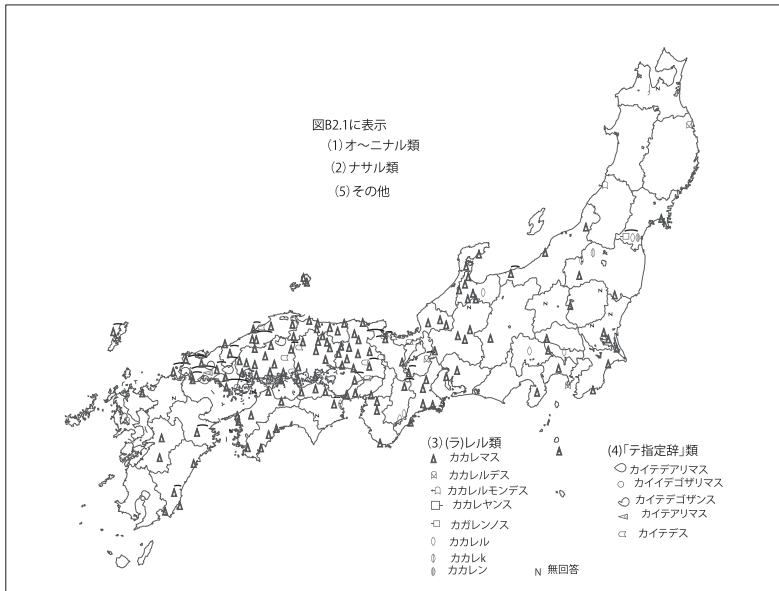 図B2.1に表示
(1)オ～ニナル類
(2)ナサル類
(5)その他
(3)(ラ)レル類
カカレマス
カカレルデス
カカレルモンデス
カカレヤンス
カガレンノス
カカレル
カカレk
カカレン
N 無回答
(4)「テ指定辞」類
カイテデアリマス
カイイデゴザリマス
カイテデゴザンス
カイテアリマス
カイテデス